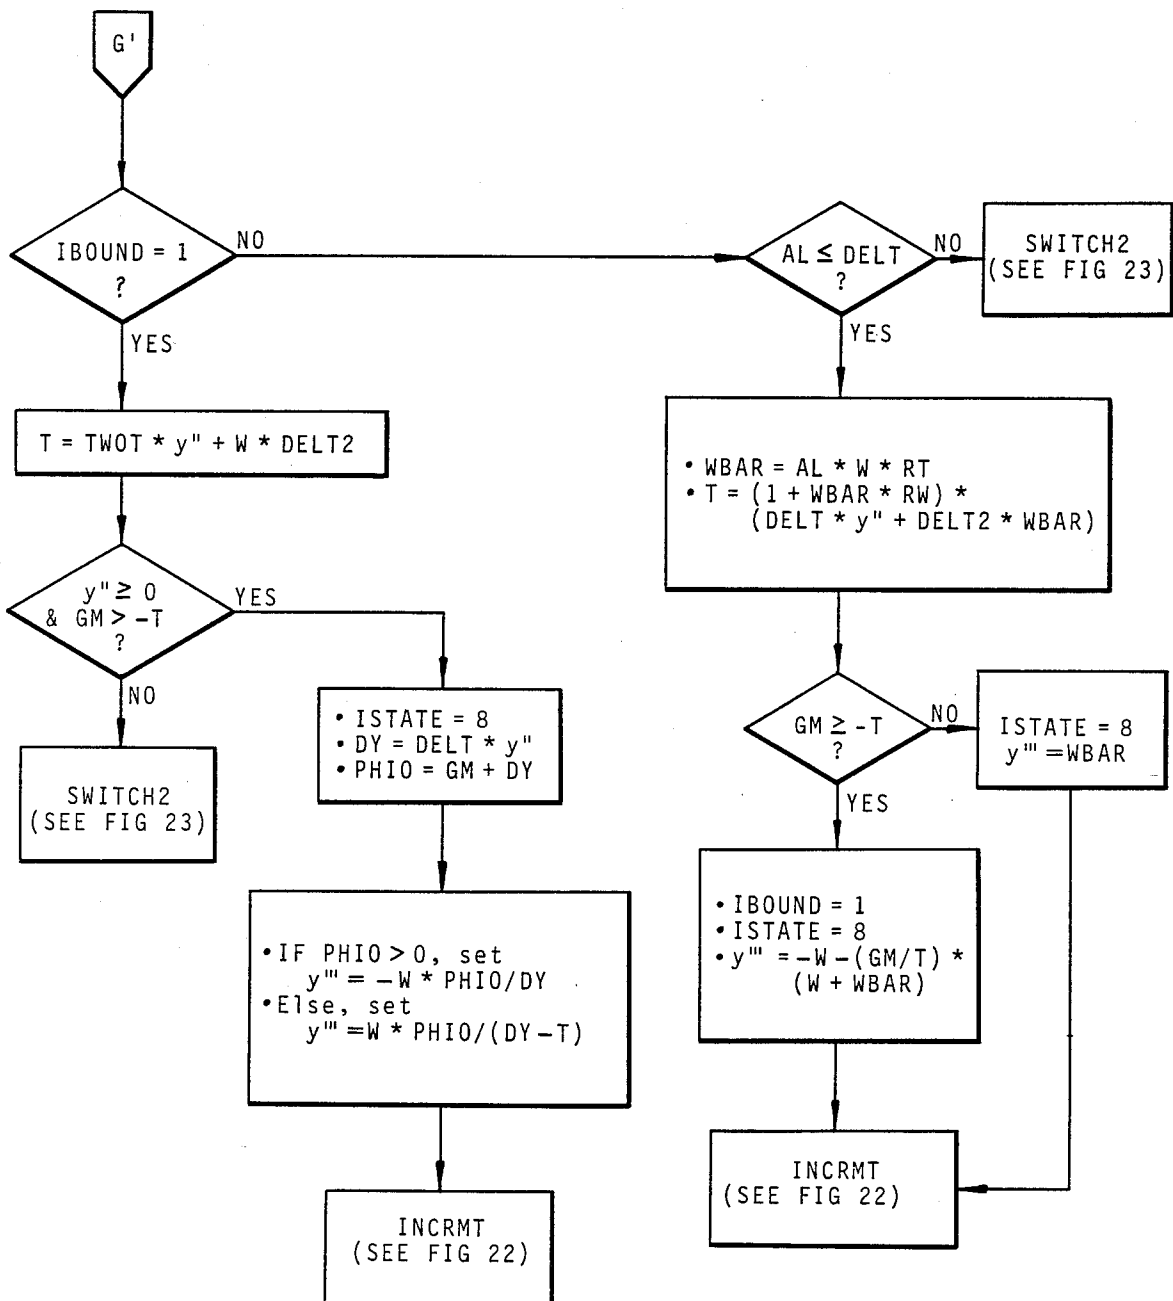 G'
IBOUND = 1
?
NO
YES
AL ≤ DELT
?
NO
YES
SWITCH2
(SEE FIG 23)
T = TWOT * y" + W * DELT2
• WBAR = AL * W * RT
• T = (1 + WBAR * RW) *
(DELT * y" + DELT2 * WBAR)
y" ≥ 0
& GM > -T
?
YES
NO
SWITCH2
(SEE FIG 23)
• ISTATE = 8
• DY = DELT * y"
• PHIO = GM + DY
GM ≥ -T
?
NO
YES
ISTATE = 8
y"' = WBAR
• IF PHIO > 0, set
y"' = -W * PHIO/DY
• Else, set
y"' = W * PHIO/(DY-T)
• IBOUND = 1
• ISTATE = 8
• y"' = -W-(GM/T) *
(W + WBAR)
INCRMT
(SEE FIG 22)
INCRMT
(SEE FIG 22)